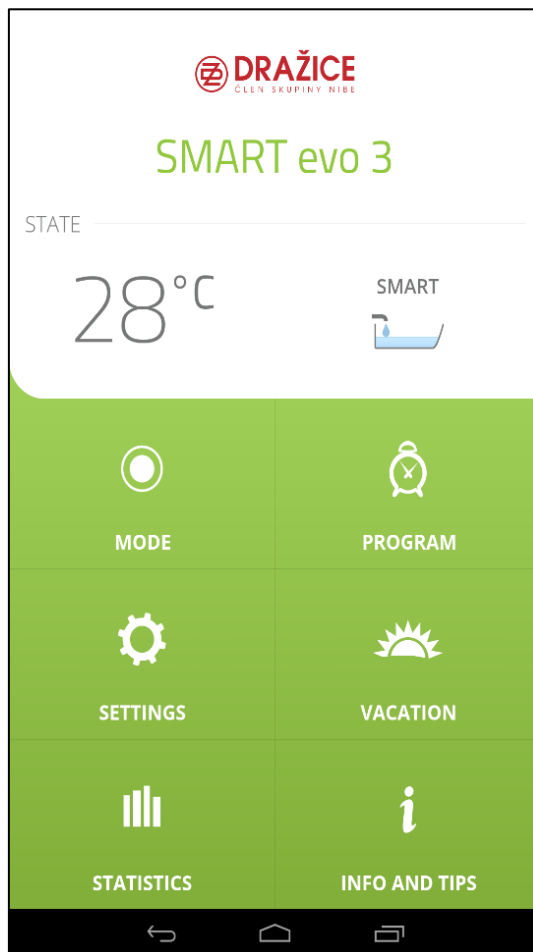 DRAŽICE
ČLEN SKUPINY NIBE
SMART evo 3
STATE
28°C
SMART
MODE
PROGRAM
SETTINGS
VACATION
STATISTICS
INFO AND TIPS